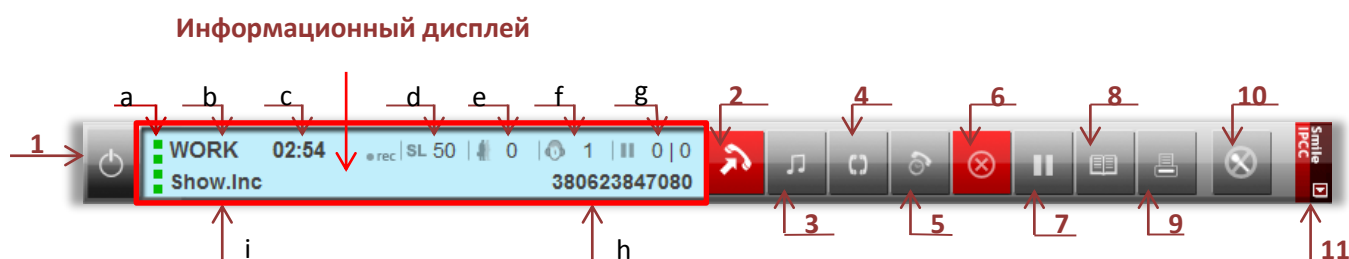 Информационный дисплей
a b c d e f g 2 4 6 8 10
1
WORK 02:54 rec SL 50 0 1 0|0
Show.Inc 380623847080
Smile
IPCC
3 5 7 9 11
i h